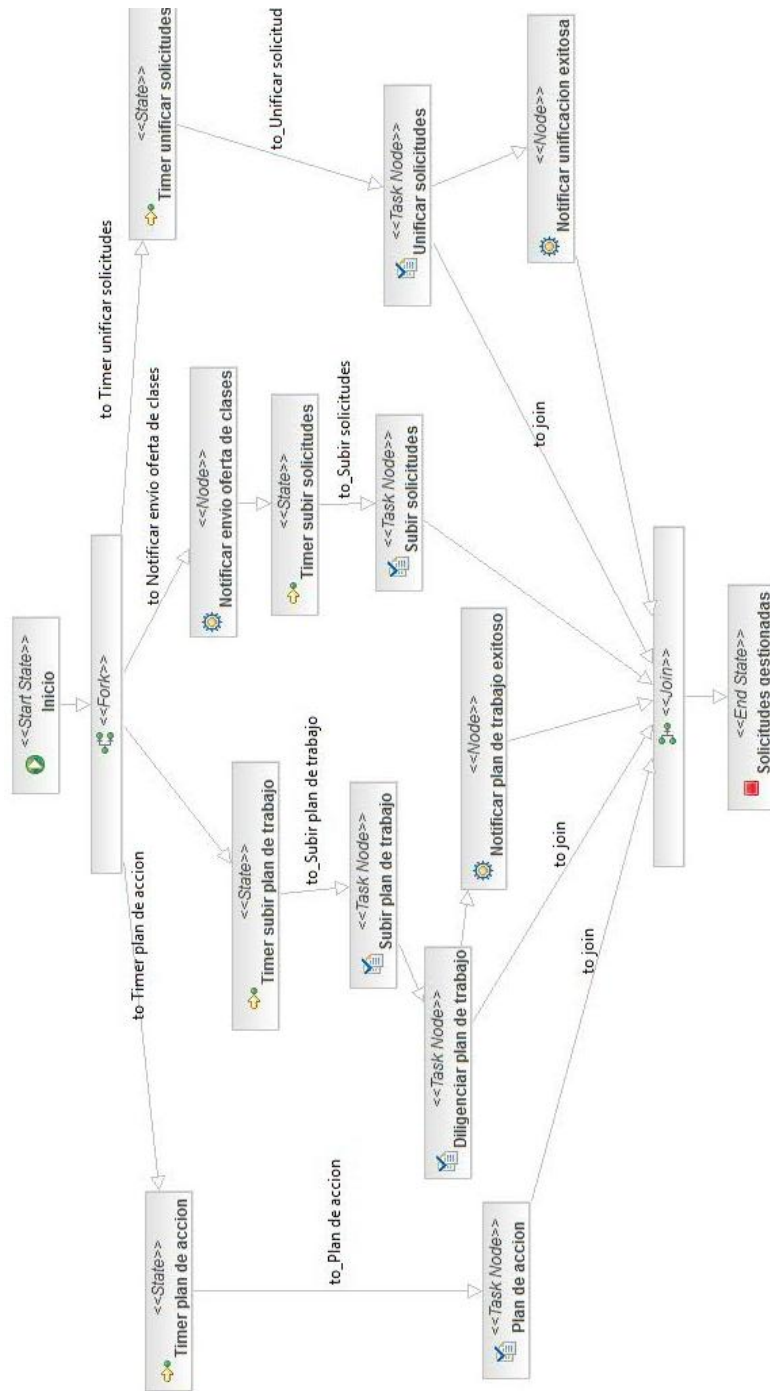 <<Start State>>
Inicio
<<Fork>>
to Timer plan de accion
to Notificar envio oferta de clases
to Timer unificar solicitudes
<<State>>
Timer plan de accion
to_Plan de accion
<<Task Node>>
Plan de accion
to join
<<State>>
Timer subir plan de trabajo
to_Subir plan de trabajo
<<Task Node>>
Subir plan de trabajo
<<Task Node>>
Diligenciar plan de trabajo
to join
<<Node>>
Notificar plan de trabajo exitoso
<<Node>>
Notificar envio oferta de clases
<<State>>
Timer subir solicitudes
to_Subir solicitudes
<<Task Node>>
Subir solicitudes
<<State>>
Timer unificar solicitudes
to_Unificar solicitud
<<Task Node>>
Unificar solicitudes
to join
<<Node>>
Notificar unificacion exitosa
<<Join>>
<<End State>>
Solicitudes gestionadas